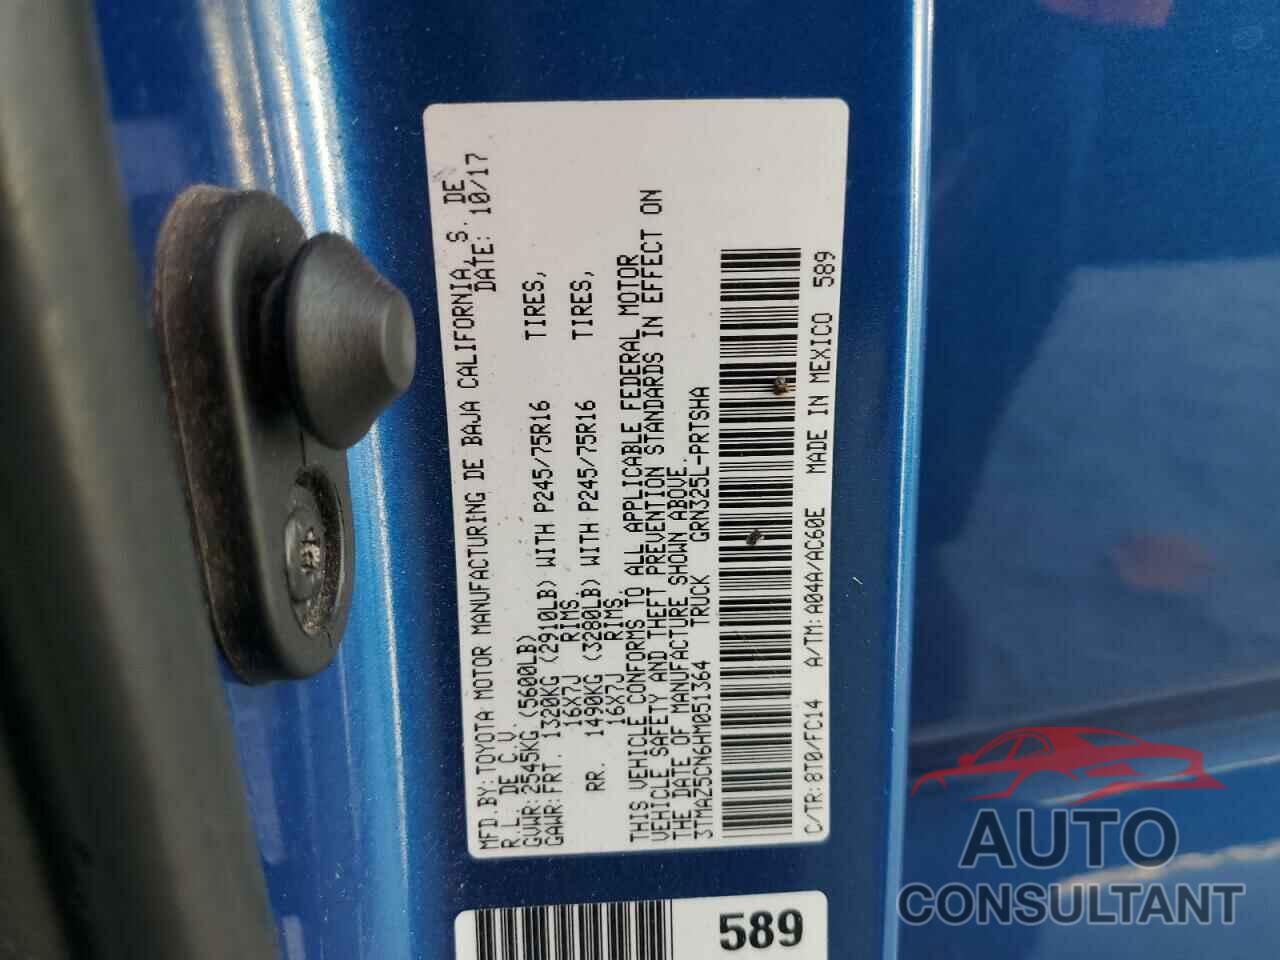 MFD.BY:TOYOTA MOTOR MANUFACTURING DE BAJA CALIFORNIA, S. DE
R.L. DE C.V. DATE: 10/17
GVWR:2545KG(5600LB)
GAWR:FRT. 1320KG (2910LB) WITH P245/75R16 TIRES,
16X7J RIMS.
RR. 1490KG (3280LB) WITH P245/75R16 TIRES,
16X7J RIMS
THIS VEHICLE CONFORMS TO ALL APPLICABLE FEDERAL MOTOR
VEHICLE SAFETY AND THEFT PREVENTION STANDARDS IN EFFECT ON
THE DATE OF MANUFACTURE SHOWN ABOVE.
3TMAZ5CN6HM051364 TRUCK GRN325L-PRTSHA
C/TR:8T0/FC14 A/TM:A04A/AC60E MADE IN MEXICO 589
589
AUTO
CONSULTANT